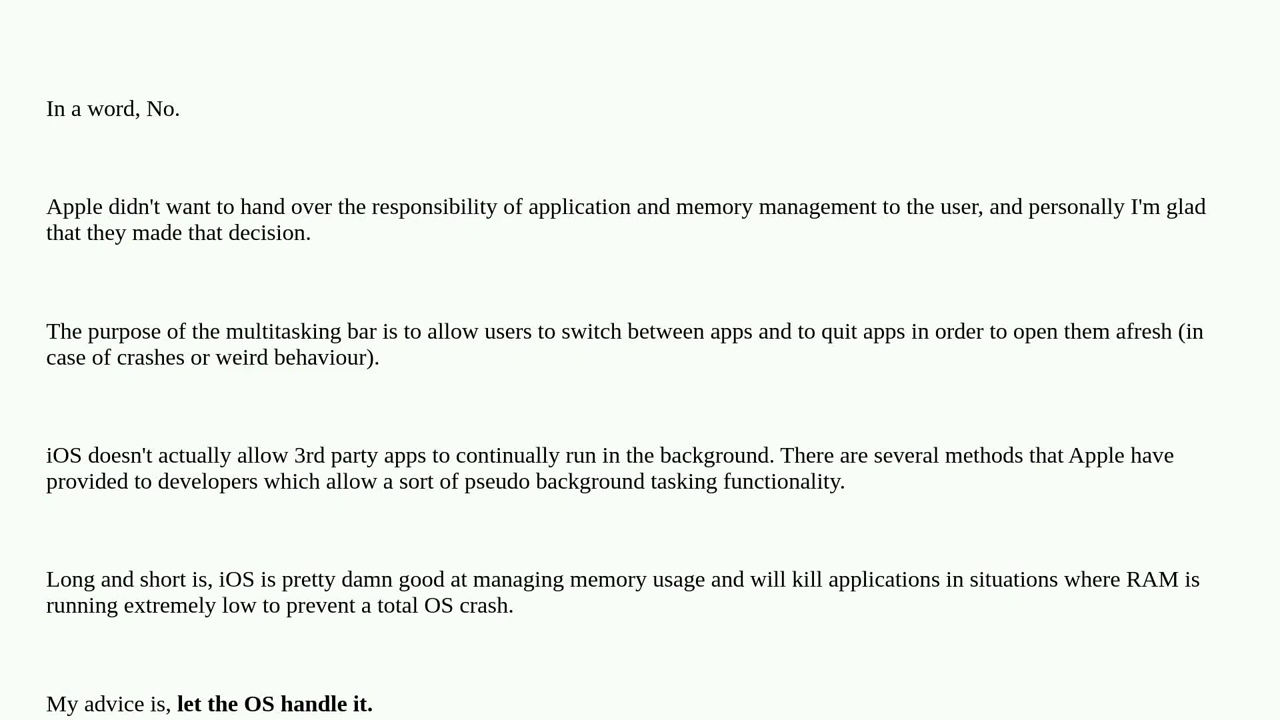 In a word, No.
Apple didn't want to hand over the responsibility of application and memory management to the user, and personally I'm glad
that they made that decision.
The purpose of the multitasking bar is to allow users to switch between apps and to quit apps in order to open them afresh (in
case of crashes or weird behaviour).
iOS doesn't actually allow 3rd party apps to continually run in the background. There are several methods that Apple have
provided to developers which allow a sort of pseudo background tasking functionality.
Long and short is, iOS is pretty damn good at managing memory usage and will kill applications in situations where RAM is
running extremely low to prevent a total OS crash.
My advice is, let the OS handle it.